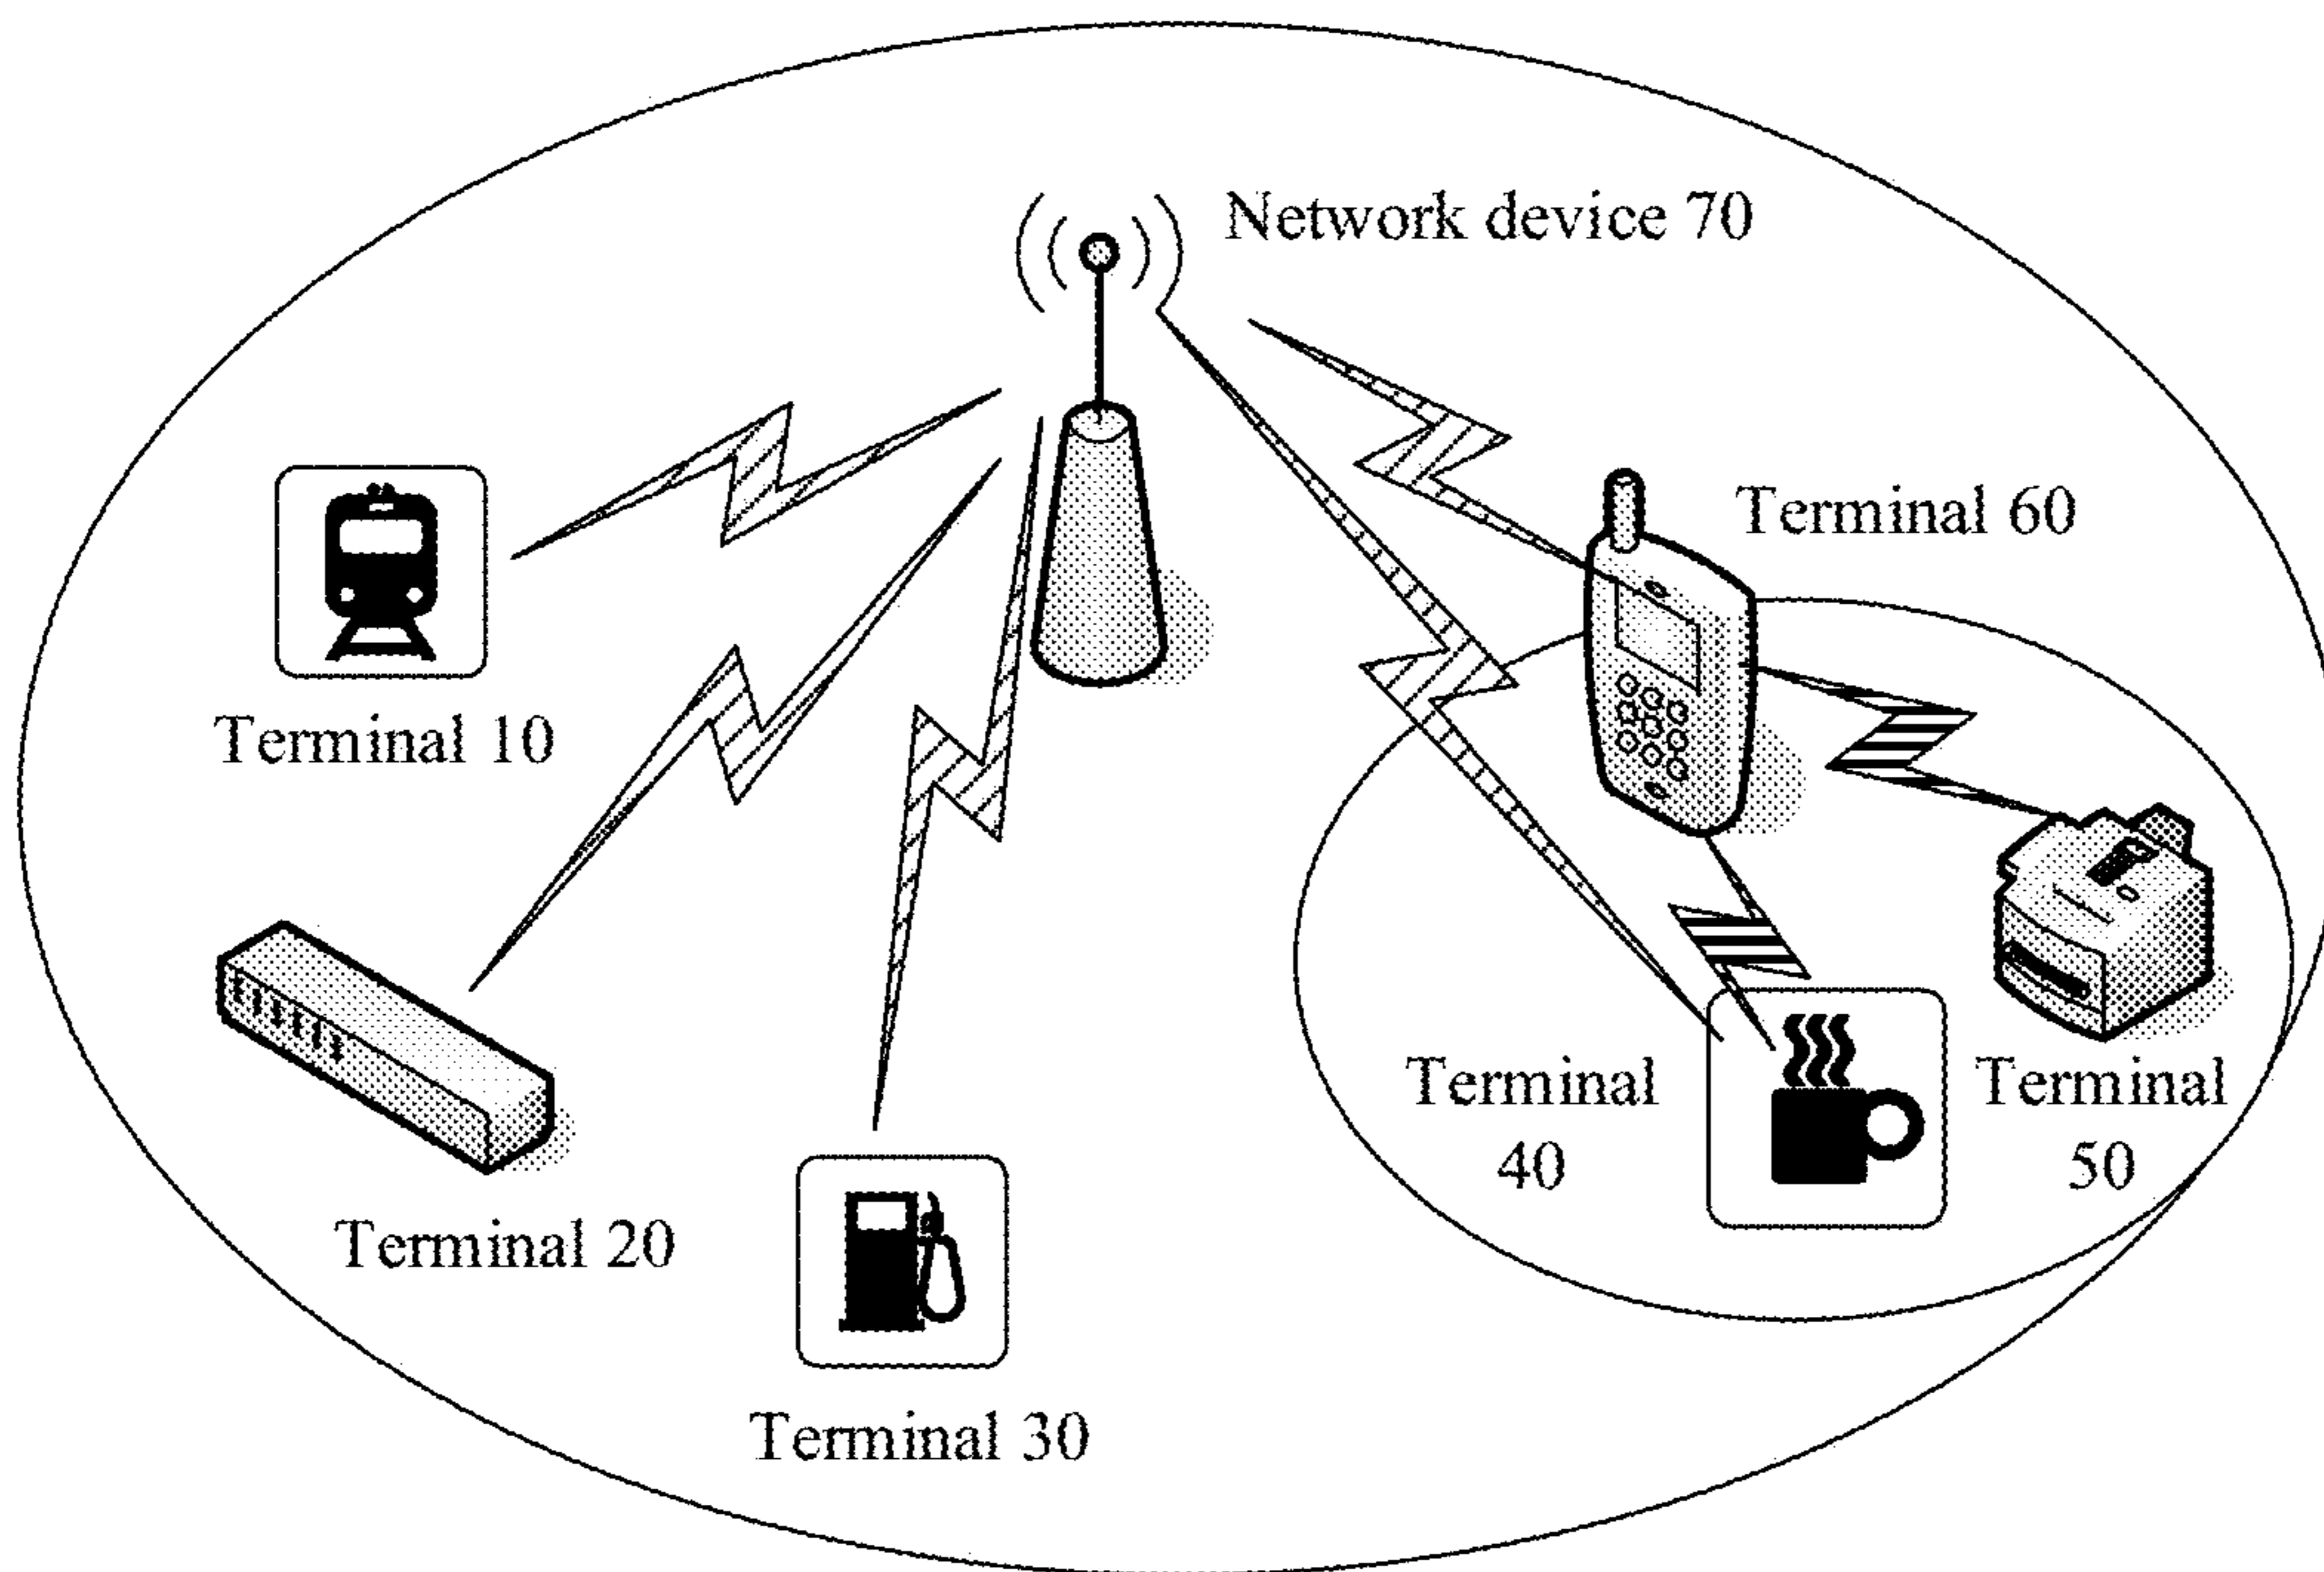 Network device 70
Terminal 60
Terminal 10
Terminal
40
Terminal
50
Terminal 20
Terminal 30